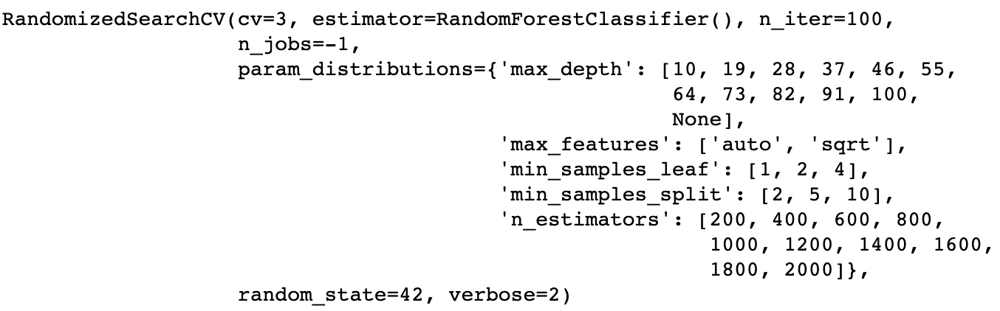 RandomizedSearchCV(cv=3, estimator=RandomForestClassifier(), n_iter=100,
                   n_jobs=-1,
                   param_distributions={'max_depth': [10, 19, 28, 37, 46, 55,
                                                      64, 73, 82, 91, 100,
                                                      None],
                                        'max_features': ['auto', 'sqrt'],
                                        'min_samples_leaf': [1, 2, 4],
                                        'min_samples_split': [2, 5, 10],
                                        'n_estimators': [200, 400, 600, 800,
                                                         1000, 1200, 1400, 1600,
                                                         1800, 2000]},
                   random_state=42, verbose=2)